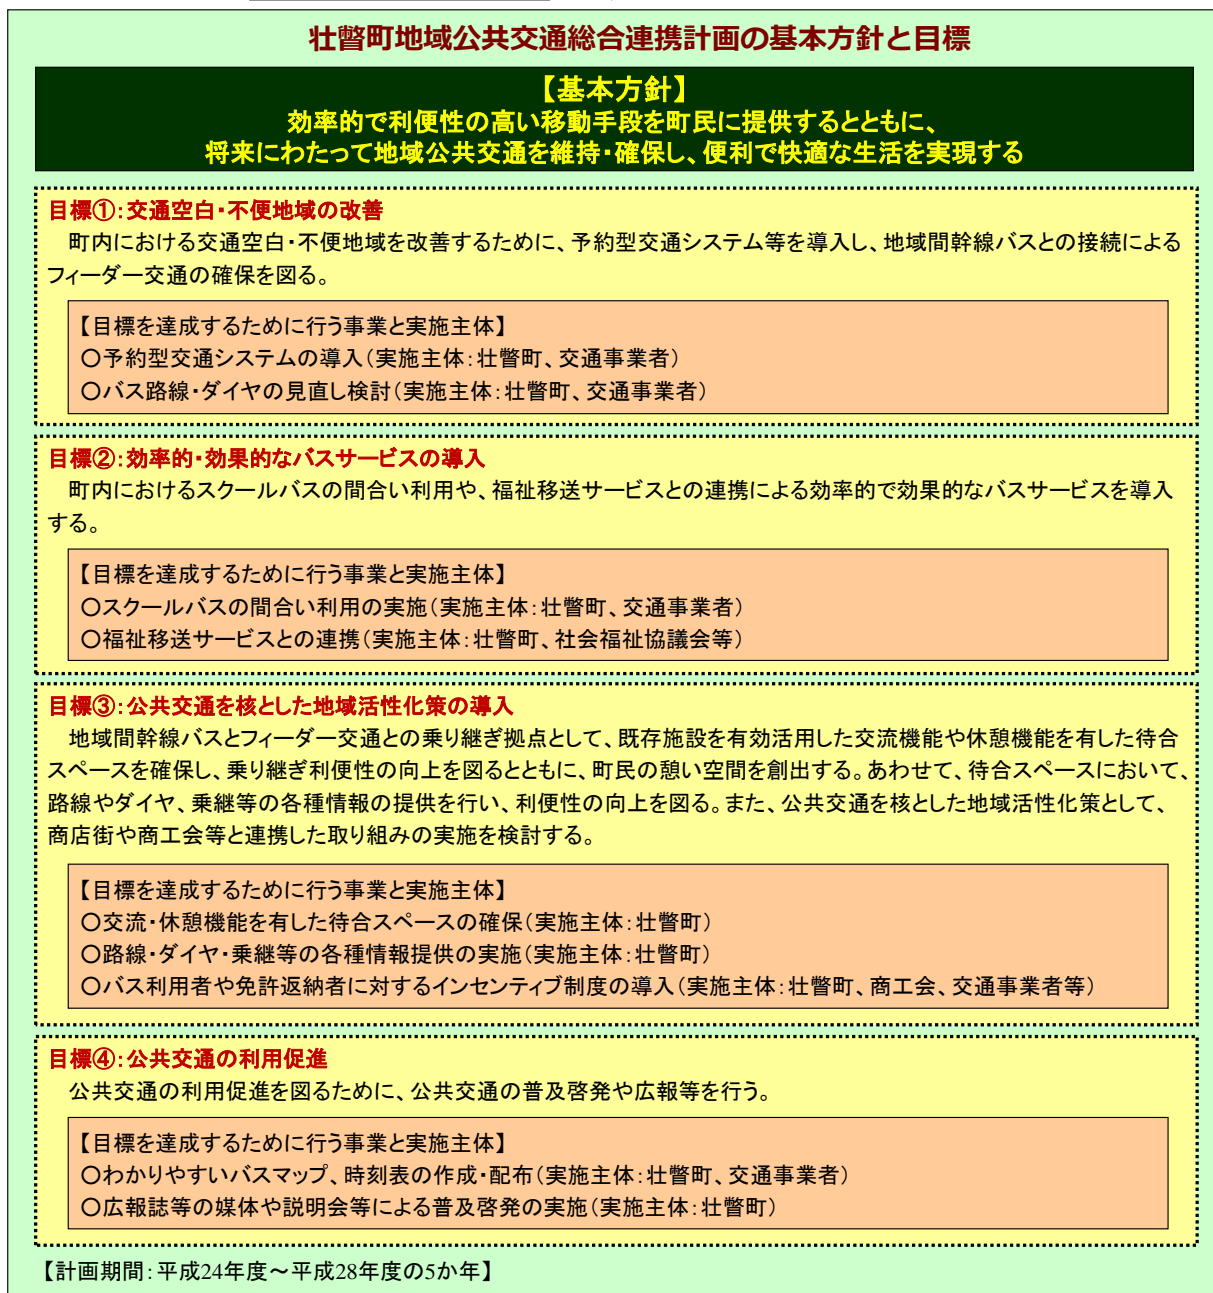 壮瞥町地域公共交通総合連携計画の基本方針と目標
【基本方針】
効率的で利便性の高い移動手段を町民に提供するとともに、
将来にわたって地域公共交通を維持・確保し、便利で快適な生活を実現する
目標①：交通空白・不便地域の改善
町内における交通空白・不便地域を改善するために、予約型交通システム等を導入し、地域間幹線バスとの接続による
フィーダー交通の確保を図る。
【目標を達成するために行う事業と実施主体】
○予約型交通システムの導入（実施主体：壮瞥町、交通事業者）
○バス路線・ダイヤの見直し検討（実施主体：壮瞥町、交通事業者）
目標②：効率的・効果的なバスサービスの導入
町内におけるスクールバスの間合い利用や、福祉移送サービスとの連携による効率的で効果的なバスサービスを導入
する。
【目標を達成するために行う事業と実施主体】
○スクールバスの間合い利用の実施（実施主体：壮瞥町、交通事業者）
○福祉移送サービスとの連携（実施主体：壮瞥町、社会福祉協議会等）
目標③：公共交通を核とした地域活性化策の導入
地域間幹線バスとフィーダー交通との乗り継ぎ拠点として、既存施設を有効活用した交流機能や休憩機能を有した待合
スペースを確保し、乗り継ぎ利便性の向上を図るとともに、町民の憩い空間を創出する。あわせて、待合スペースにおいて、
路線やダイヤ、乗継等の各種情報の提供を行い、利便性の向上を図る。また、公共交通を核とした地域活性化策として、
商店街や商工会等と連携した取り組みの実施を検討する。
【目標を達成するために行う事業と実施主体】
○交流・休憩機能を有した待合スペースの確保（実施主体：壮瞥町）
○路線・ダイヤ・乗継等の各種情報提供の実施（実施主体：壮瞥町）
○バス利用者や免許返納者に対するインセンティブ制度の導入（実施主体：壮瞥町、商工会、交通事業者等）
目標④：公共交通の利用促進
公共交通の利用促進を図るために、公共交通の普及啓発や広報等を行う。
【目標を達成するために行う事業と実施主体】
○わかりやすいバスマップ、時刻表の作成・配布（実施主体：壮瞥町、交通事業者）
○広報誌等の媒体や説明会等による普及啓発の実施（実施主体：壮瞥町）
【計画期間：平成24年度～平成28年度の5か年】